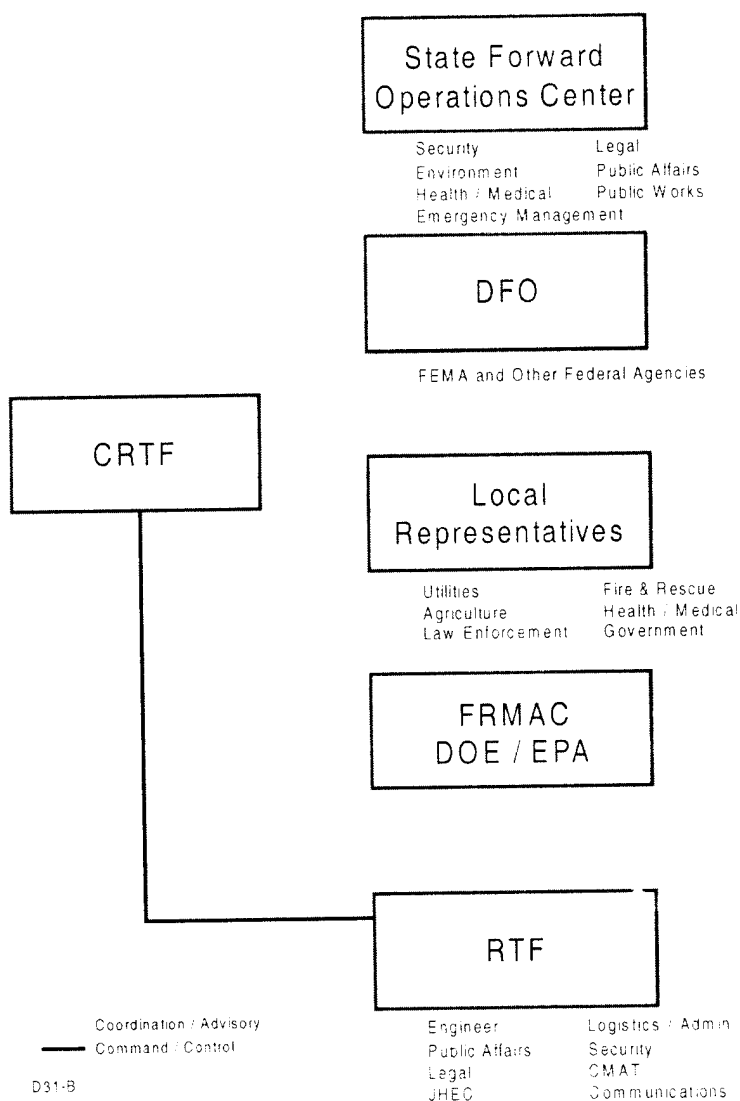 State Forward
Operations Center
Security Legal
Environment Public Affairs
Health / Medical Public Works
Emergency Management
DFO
FEMA and Other Federal Agencies
CRTF
Local
Representatives
Utilities Fire & Rescue
Agriculture Health / Medical
Law Enforcement Government
FRMAC
DOE / EPA
RTF
Engineer Logistics / Admin
Public Affairs Security
Legal CMAT
JHEC Communications
Coordination / Advisory
Command / Control
D31-B